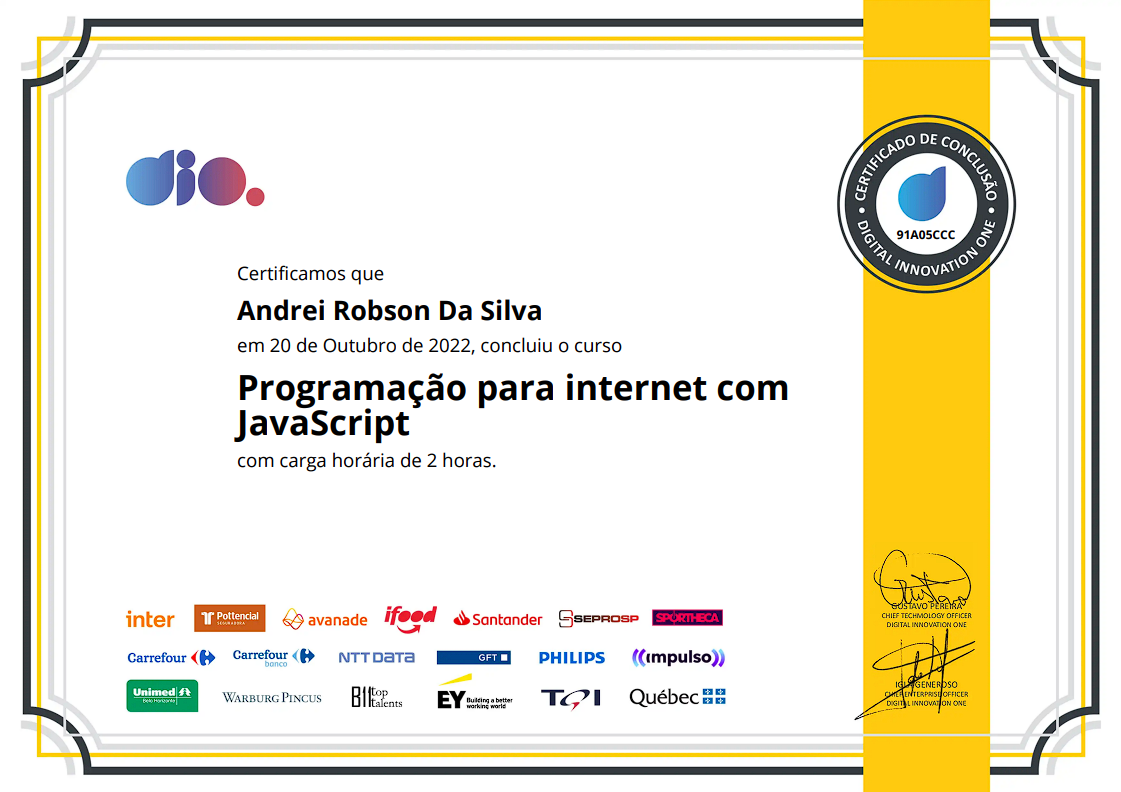 dio.
CERTIFICADO DE CONCLUSÃO
91A05CCC
DIGITAL INNOVATION ONE
Certificamos que
Andrei Robson Da Silva
em 20 de Outubro de 2022, concluiu o curso
Programação para internet com
JavaScript
com carga horária de 2 horas.
inter
Pottencial
SEGURADORA
avanade
ifood
Santander
SEPROSP
SPORTHECA
Carrefour
Carrefour
banco
NTT DATA
GFT
PHILIPS
impulso
Unimed
Belo Horizonte
WARBURG PINCUS
BI top
talents
EY
Building a better
working world
TQI
Québec
GUSTAVO PEREIRA
CHIEF TECHNOLOGY OFFICER
DIGITAL INNOVATION ONE
GENEROSO
CHIEF ENTERPRISE OFFICER
DIGITAL INNOVATION ONE